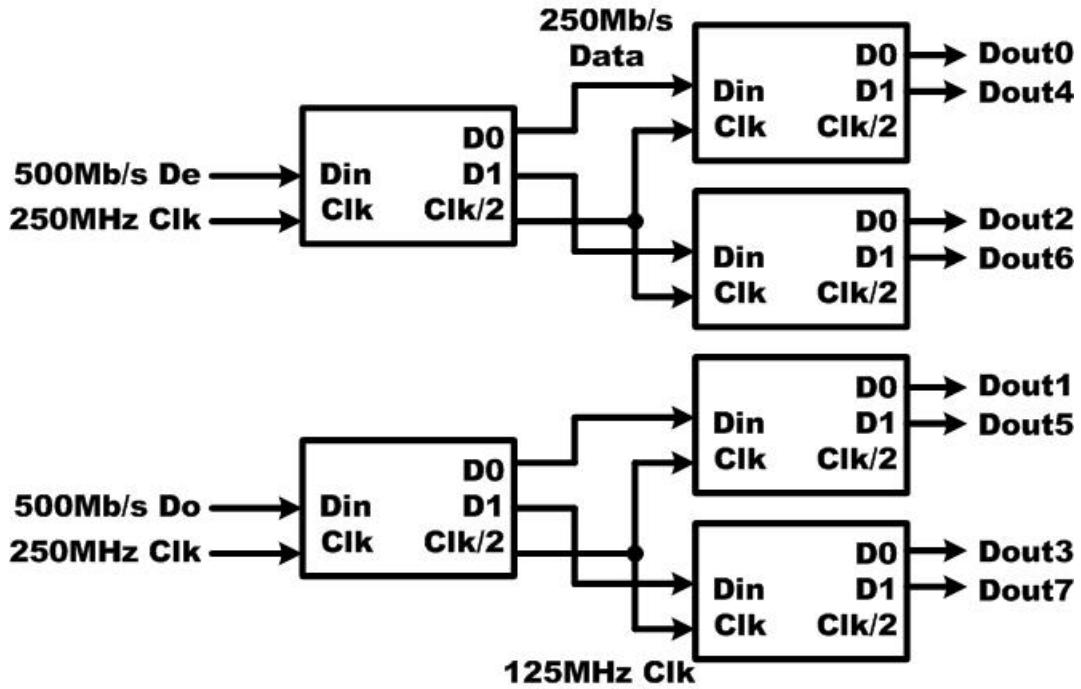 250Mb/s
Data
500Mb/s De
250MHz Clk
Din
Clk
D0
D1
Clk/2
Din
Clk
D0
D1
Clk/2
Dout0
Dout4
Din
Clk
D0
D1
Clk/2
Dout2
Dout6
500Mb/s Do
250MHz Clk
Din
Clk
D0
D1
Clk/2
Din
Clk
D0
D1
Clk/2
Dout1
Dout5
Din
Clk
D0
D1
Clk/2
Dout3
Dout7
125MHz Clk